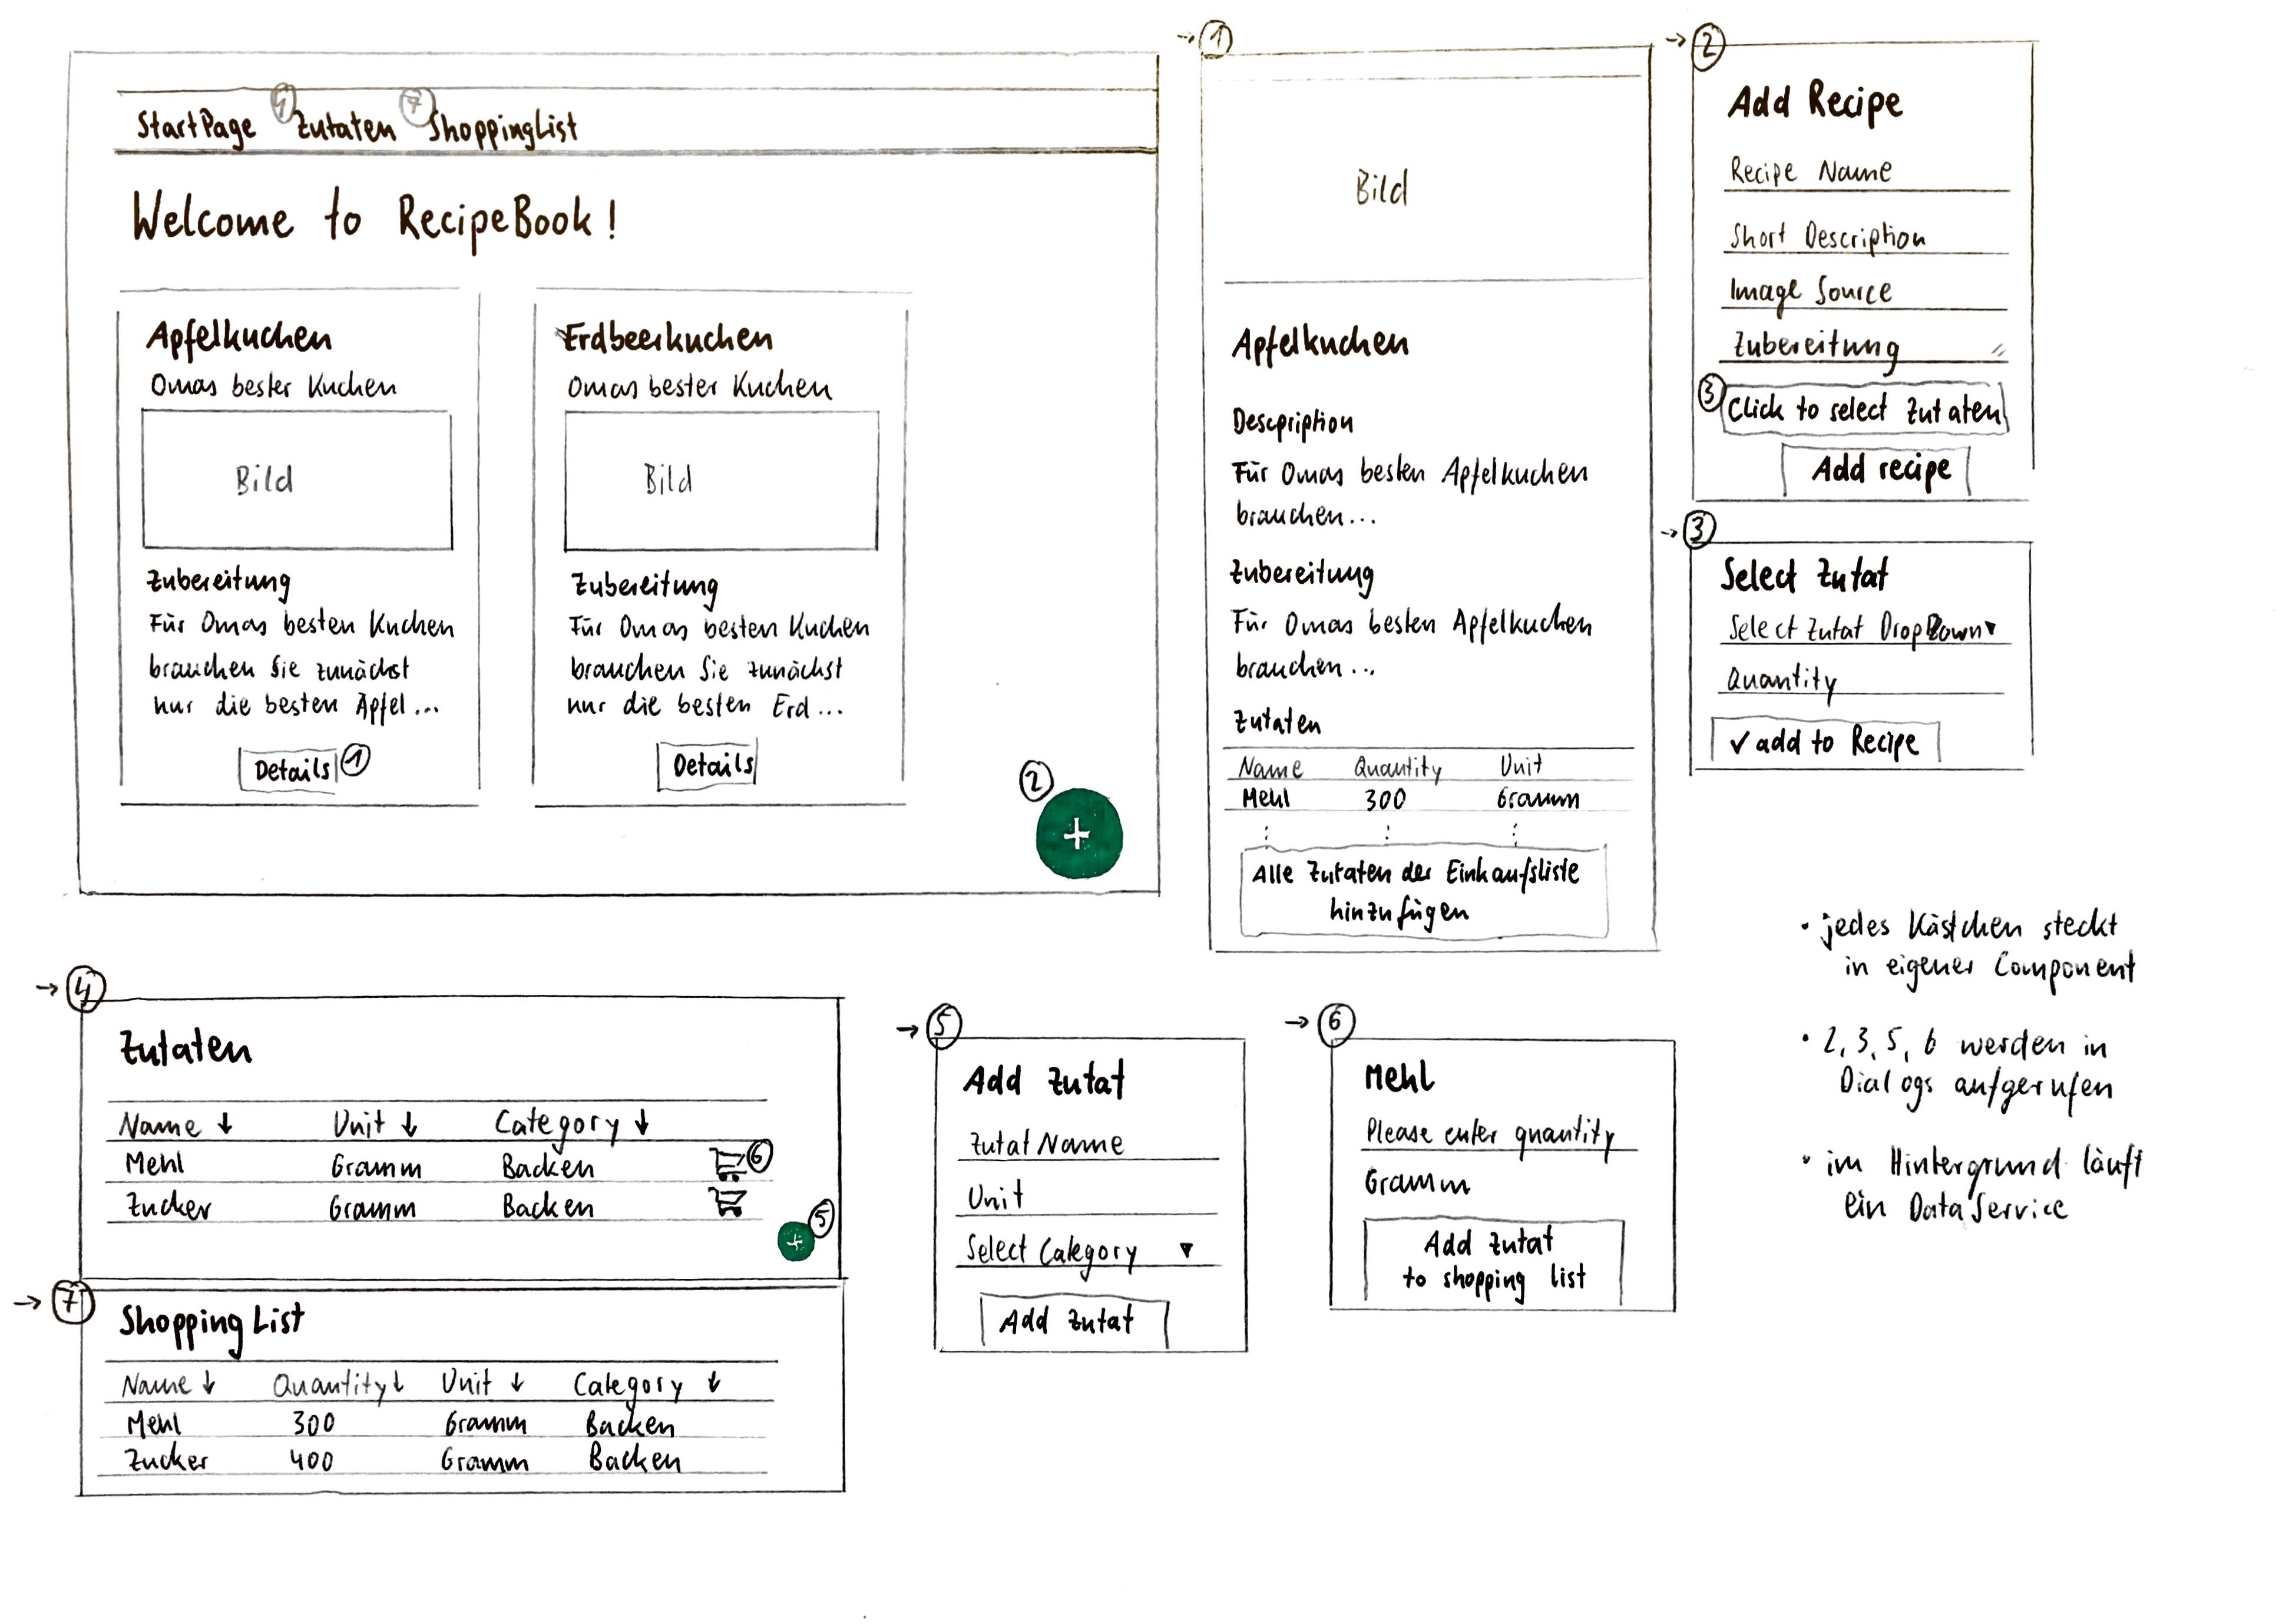 StartPage 4 Zutaten 7 ShoppingList
Welcome to RecipeBook!
Apfelkuchen
Omas bester Kuchen
Bild
Zubereitung
Für Omas besten Kuchen
brauchen Sie zunächst
nur die besten Äpfel...
Details 1
Erdbeerkuchen
Omas bester Kuchen
Bild
Zubereitung
Für Omas besten Kuchen
brauchen Sie zunächst
nur die besten Erd...
Details
2
+
→ 1
Bild
Apfelkuchen
Descpription
Für Omas besten Apfelkuchen
brauchen...
Zubereitung
Für Omas besten Apfelkuchen
brauchen...
Zutaten
Name Quantity Unit
Mehl 300 Gramm
Alle Zutaten der Einkaufsliste
hinzufügen
→ 2
Add Recipe
Recipe Name
Short Description
Image Source
Zubereitung
3 Click to select Zutaten
Add recipe
→ 3
Select Zutat
Select Zutat DropDown ▾
Quantity
✓ add to Recipe
→ 4
Zutaten
Name ↓ Unit ↓ Category ↓
Mehl Gramm Backen 6
Zucker Gramm Backen
5
+
→ 7
Shopping List
Name ↓ Quantity ↓ Unit ↓ Category ↓
Mehl 300 Gramm Backen
Zucker 400 Gramm Backen
→ 5
Add Zutat
Zutat Name
Unit
Select Category ▾
Add Zutat
→ 6
Mehl
Please enter quantity
Gramm
Add Zutat
to shopping list
• jedes Kästchen steckt
in eigener Component
• 2, 3, 5, 6 werden in
Dialogs aufgerufen
• im Hintergrund läuft
ein DataService